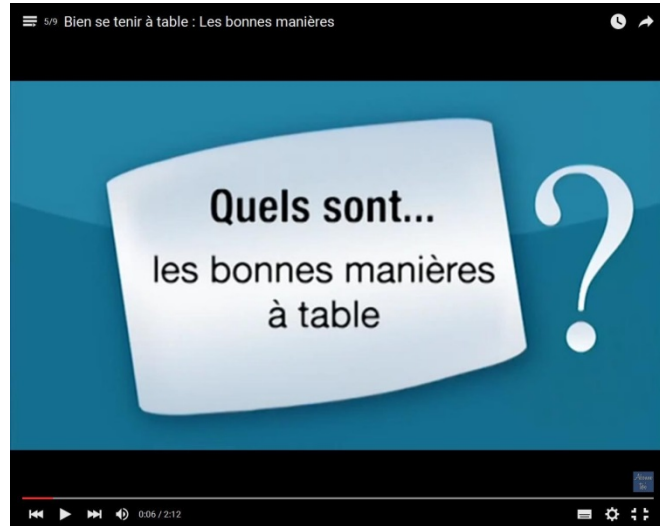 5/9 Bien se tenir à table : Les bonnes manières
Quels sont...
les bonnes manières
à table
?
0:06 / 2:12